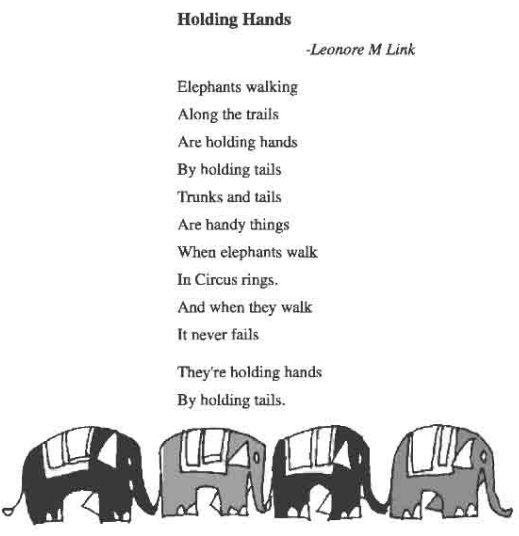 Holding Hands
-Leonore M Link
Elephants walking
Along the trails
Are holding hands
By holding tails
Trunks and tails
Are handy things
When elephants walk
In Circus rings.
And when they walk
It never fails
They're holding hands
By holding tails.